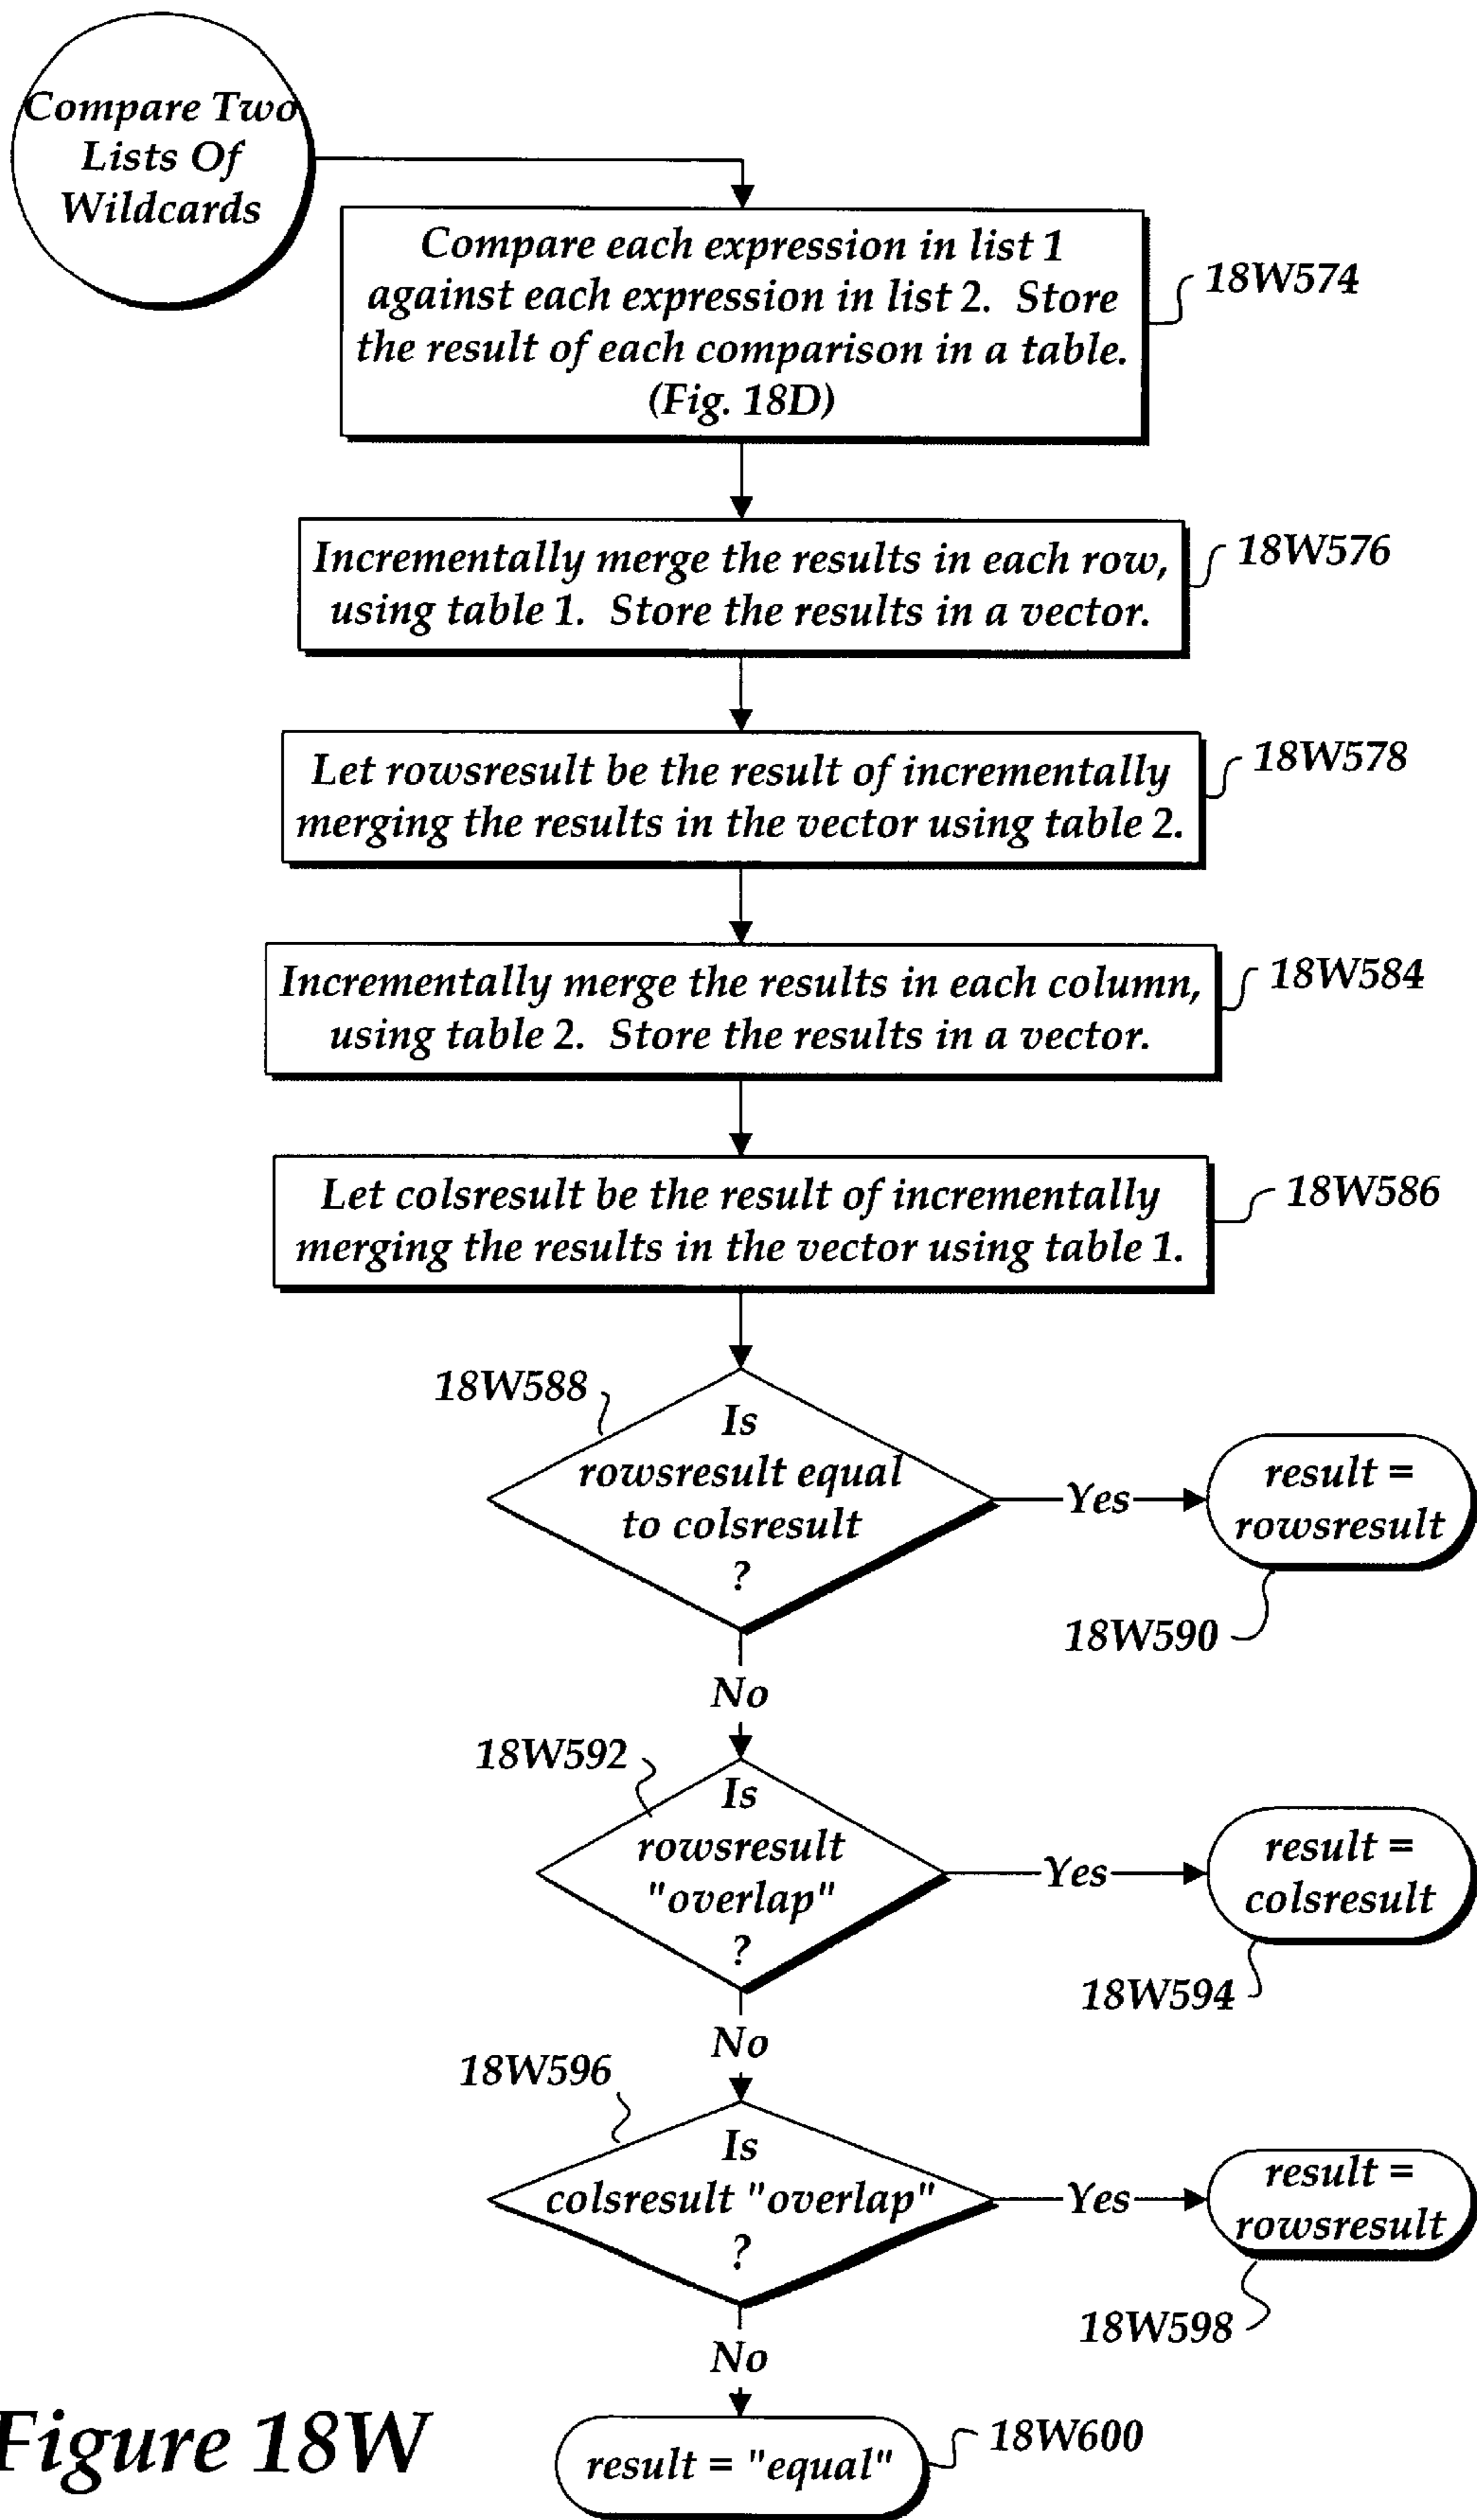 Compare Two
Lists Of
Wildcards
Compare each expression in list 1
against each expression in list 2. Store
the result of each comparison in a table.
(Fig. 18D)
18W574
Incrementally merge the results in each row,
using table 1. Store the results in a vector.
18W576
Let rowsresult be the result of incrementally
merging the results in the vector using table 2.
18W578
Incrementally merge the results in each column,
using table 2. Store the results in a vector.
18W584
Let colsresult be the result of incrementally
merging the results in the vector using table 1.
18W586
18W588
Is
rowsresult equal
to colsresult
?
Yes
result =
rowsresult
18W590
No
18W592
Is
rowsresult
"overlap"
?
Yes
result =
colsresult
18W594
No
18W596
Is
colsresult "overlap"
?
Yes
result =
rowsresult
18W598
No
result = "equal"
18W600
Figure 18W